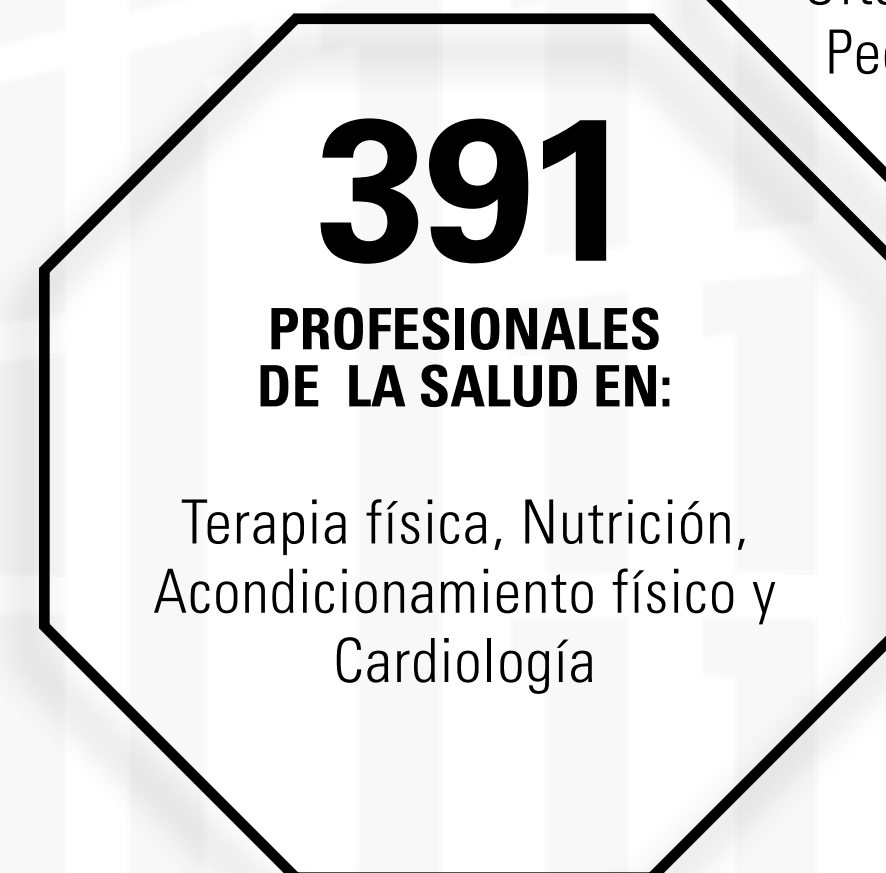 391
PROFESIONALES
DE LA SALUD EN:
Terapia física, Nutrición,
Acondicionamiento físico y
Cardiología